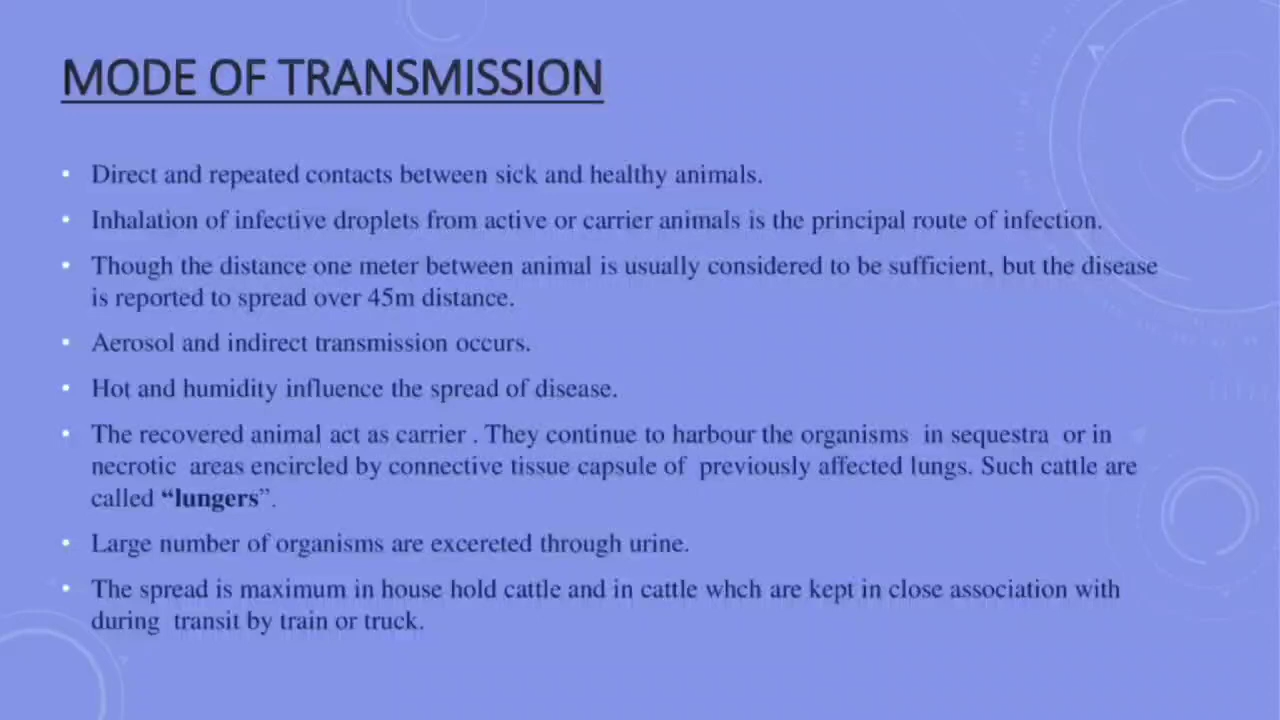 MODE OF TRANSMISSION
• Direct and repeated contacts between sick and healthy animals.
• Inhalation of infective droplets from active or carrier animals is the principal route of infection.
• Though the distance one meter between animal is usually considered to be sufficient, but the disease
is reported to spread over 45m distance.
• Aerosol and indirect transmission occurs.
• Hot and humidity influence the spread of disease.
• The recovered animal act as carrier . They continue to harbour the organisms in sequestra or in
necrotic areas encircled by connective tissue capsule of previously affected lungs. Such cattle are
called “lungers”.
• Large number of organisms are excereted through urine.
• The spread is maximum in house hold cattle and in cattle whch are kept in close association with
during transit by train or truck.